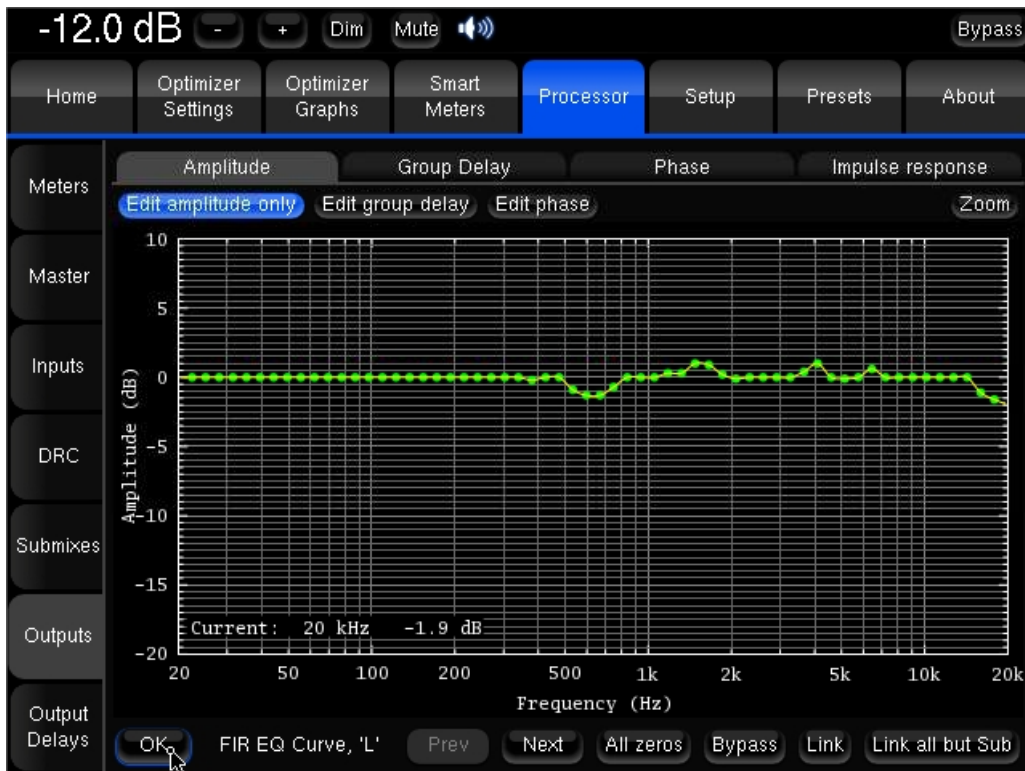 -12.0 dB - + Dim Mute Bypass
Home Optimizer Settings Optimizer Graphs Smart Meters Processor Setup Presets About
Meters
Master
Inputs
DRC
Submixes
Outputs
Output Delays
Amplitude Group Delay Phase Impulse response
Edit amplitude only Edit group delay Edit phase Zoom
Amplitude (dB)
10
5
0
-5
-10
-15
-20
Current: 20 kHz -1.9 dB
20 50 100 200 500 1k 2k 5k 10k 20k
Frequency (Hz)
OK FIR EQ Curve, 'L' Prev Next All zeros Bypass Link Link all but Sub